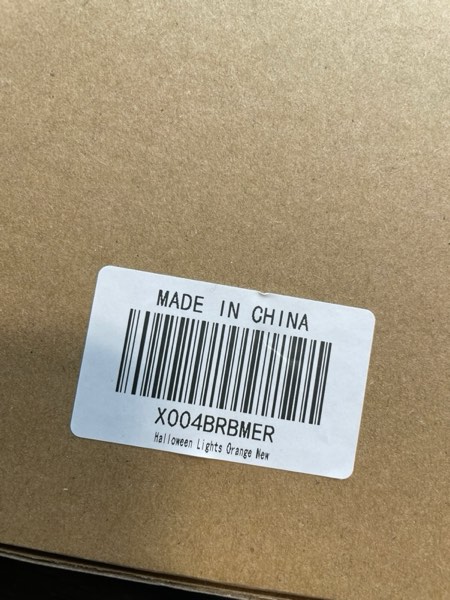 MADE IN CHINA
X004BRBMER
Halloween Lights Orange New